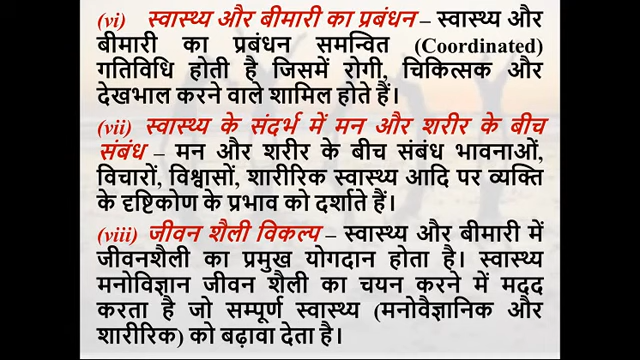 (vi) स्वास्थ्य और बीमारी का प्रबंधन – स्वास्थ्य और
बीमारी का प्रबंधन समन्वित (Coordinated)
गतिविधि होती है जिसमें रोगी, चिकित्सक और
देखभाल करने वाले शामिल होते हैं।
(vii) स्वास्थ्य के संदर्भ में मन और शरीर के बीच
संबंध – मन और शरीर के बीच संबंध भावनाओं,
विचारों, विश्वासों, शारीरिक स्वास्थ्य आदि पर व्यक्ति
के दृष्टिकोण के प्रभाव को दर्शाते हैं।
(viii) जीवन शैली विकल्प – स्वास्थ्य और बीमारी में
जीवनशैली का प्रमुख योगदान होता है। स्वास्थ्य
मनोविज्ञान जीवन शैली का चयन करने में मदद
करता है जो सम्पूर्ण स्वास्थ्य (मनोवैज्ञानिक और
शारीरिक) को बढ़ावा देता है।